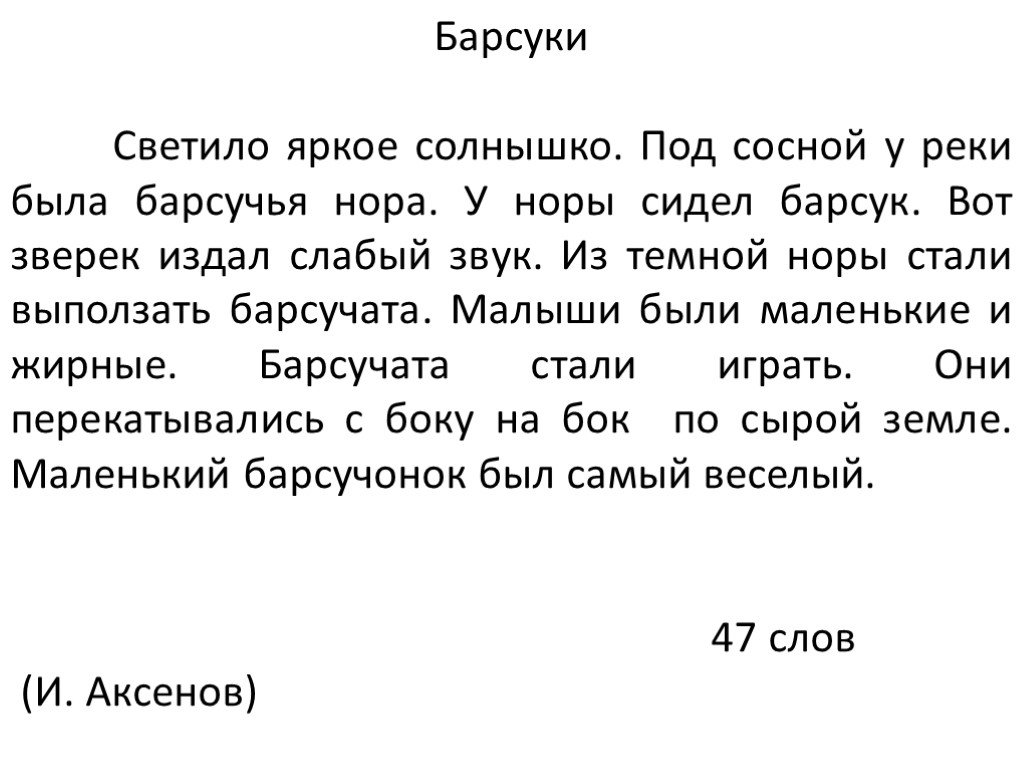 Барсуки
Светило яркое солнышко. Под сосной у реки
была барсучья нора. У норы сидел барсук. Вот
зверек издал слабый звук. Из темной норы стали
выползать барсучата. Малыши были маленькие и
жирные. Барсучата стали играть. Они
перекатывались с боку на бок по сырой земле.
Маленький барсучонок был самый веселый.
47 слов
(И. Аксенов)